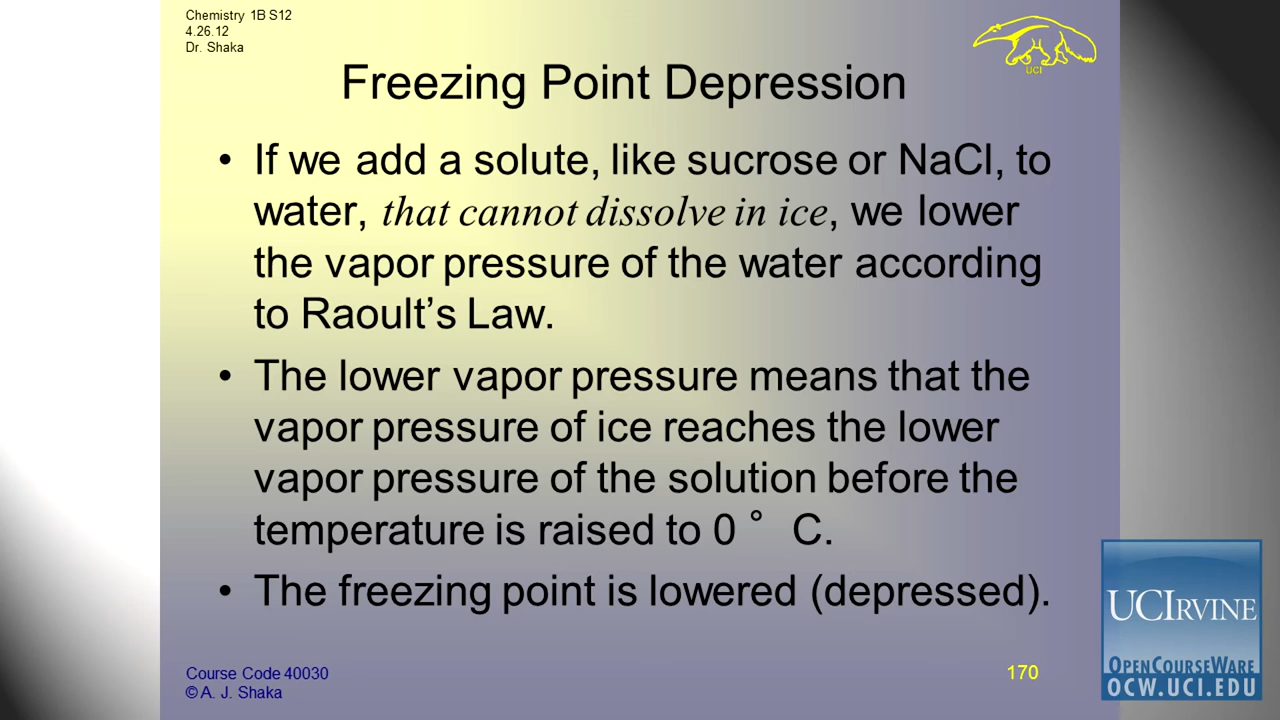 Chemistry 1B S12
4.26.12
Dr. Shaka
UCI
Freezing Point Depression
• If we add a solute, like sucrose or NaCl, to
water, that cannot dissolve in ice, we lower
the vapor pressure of the water according
to Raoult’s Law.
• The lower vapor pressure means that the
vapor pressure of ice reaches the lower
vapor pressure of the solution before the
temperature is raised to 0 ° C.
• The freezing point is lowered (depressed).
Course Code 40030
© A. J. Shaka
170
UCIRVINE
OPENCOURSEWARE
OCW.UCI.EDU